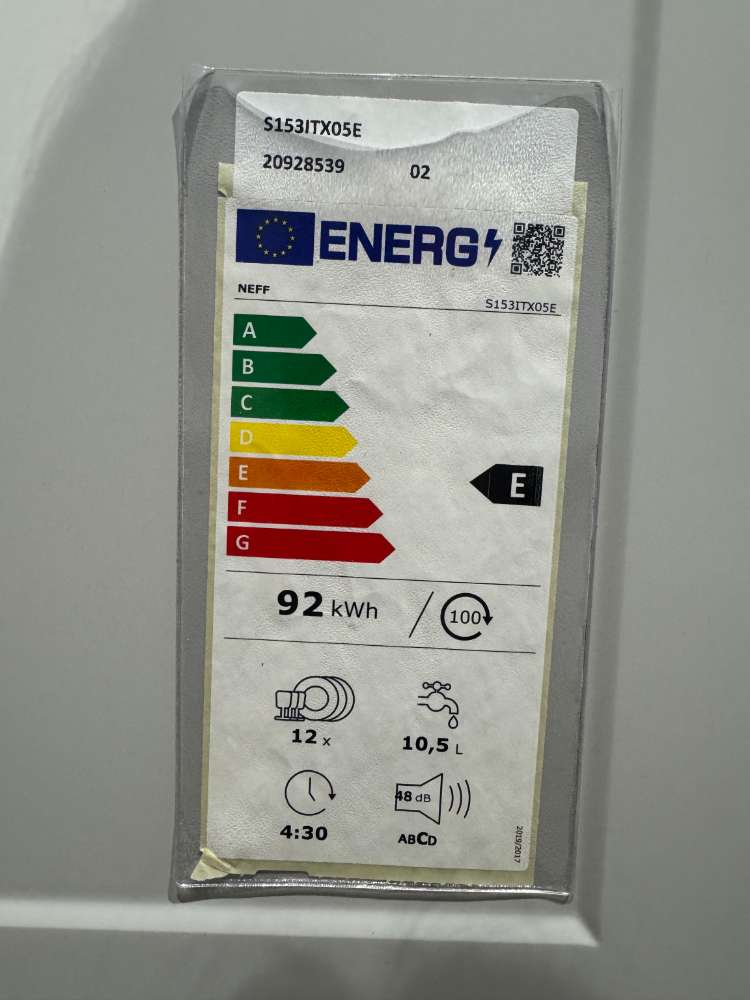 S153ITX05E
20928539 02
ENERG
NEFF
S153ITX05E
A
B
C
D
E
E
F
G
92 kWh / 100
12 x
10,5 L
4:30
48 dB
ABCD
2019/2017